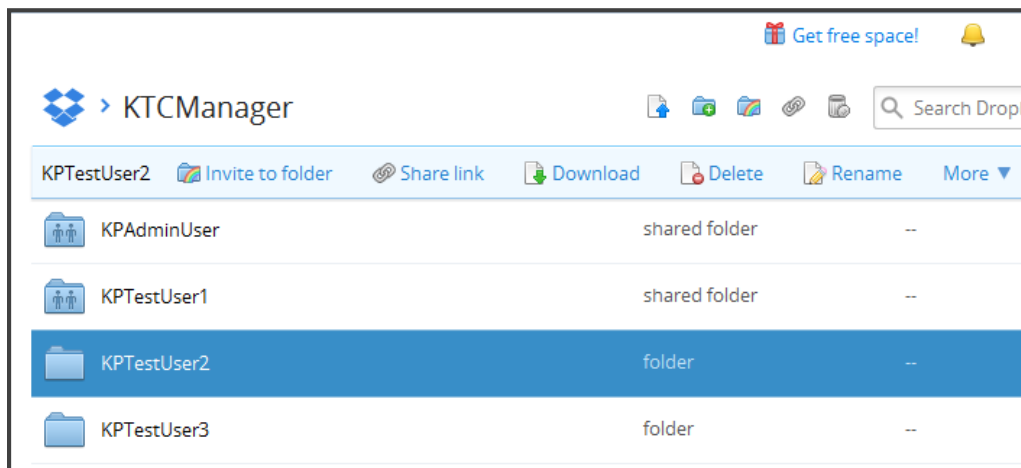 Get free space!
KTCManager
Search Drop
KPTestUser2 Invite to folder Share link Download Delete Rename More ▼
KPAdminUser shared folder --
KPTestUser1 shared folder --
KPTestUser2 folder --
KPTestUser3 folder --